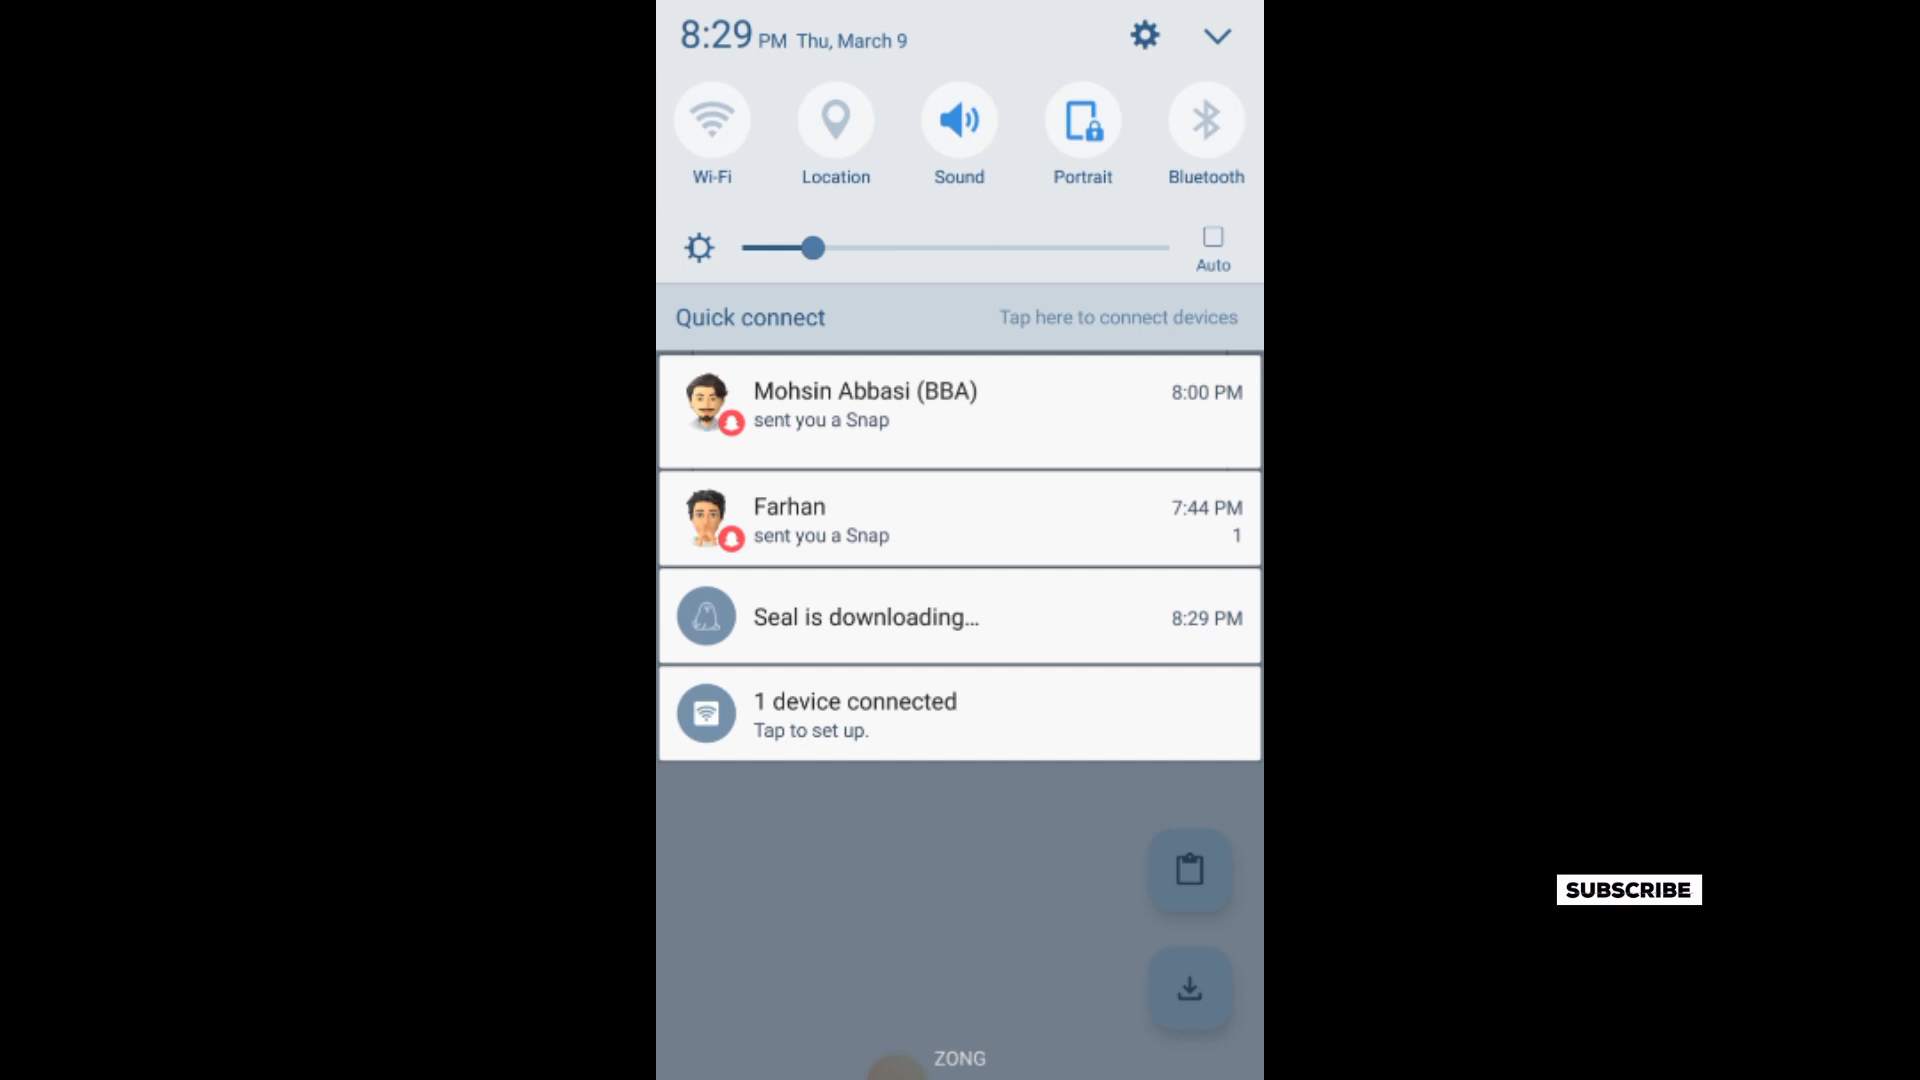 8:29 PM Thu, March 9
Wi-Fi Location Sound Portrait Bluetooth
Auto
Quick connect Tap here to connect devices
Mohsin Abbasi (BBA) 8:00 PM
sent you a Snap
Farhan 7:44 PM
sent you a Snap 1
Seal is downloading... 8:29 PM
1 device connected
Tap to set up.
SUBSCRIBE
ZONG